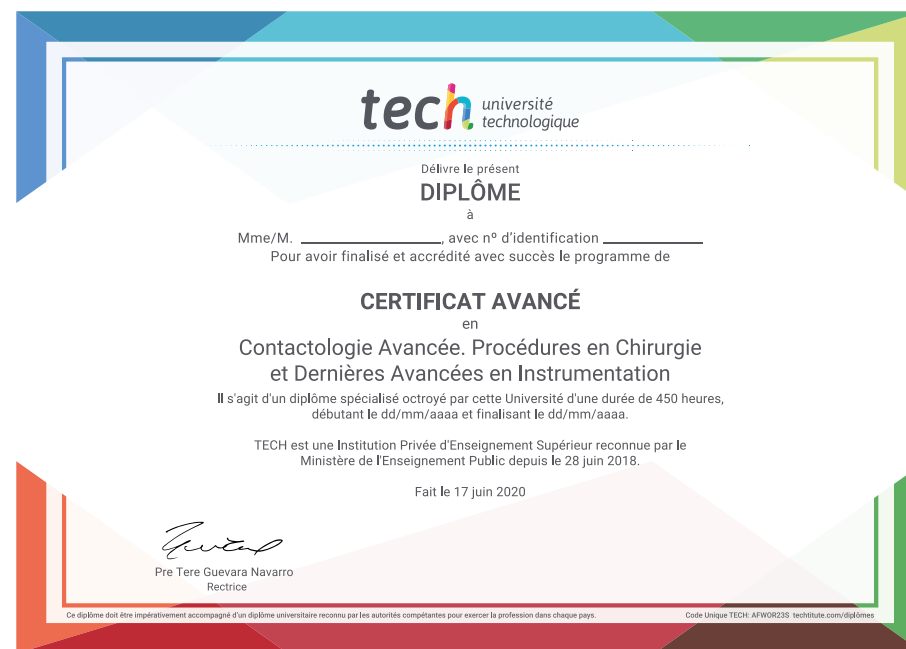 tech université
technologique
Délivre le présent
DIPLÔME
à
Mme/M. ____________________, avec nº d'identification ______________
Pour avoir finalisé et accrédité avec succès le programme de
CERTIFICAT AVANCÉ
en
Contactologie Avancée. Procédures en Chirurgie
et Dernières Avancées en Instrumentation
Il s'agit d'un diplôme spécialisé octroyé par cette Université d'une durée de 450 heures,
débutant le dd/mm/aaaa et finalisant le dd/mm/aaaa.
TECH est une Institution Privée d'Enseignement Supérieur reconnue par le
Ministère de l'Enseignement Public depuis le 28 juin 2018.
Fait le 17 juin 2020
Pre Tere Guevara Navarro
Rectrice
Ce diplôme doit être impérativement accompagné d'un diplôme universitaire reconnu par les autorités compétantes pour exercer la profession dans chaque pays. Code Unique TECH: AFWOR23S techtitute.com/diplômes